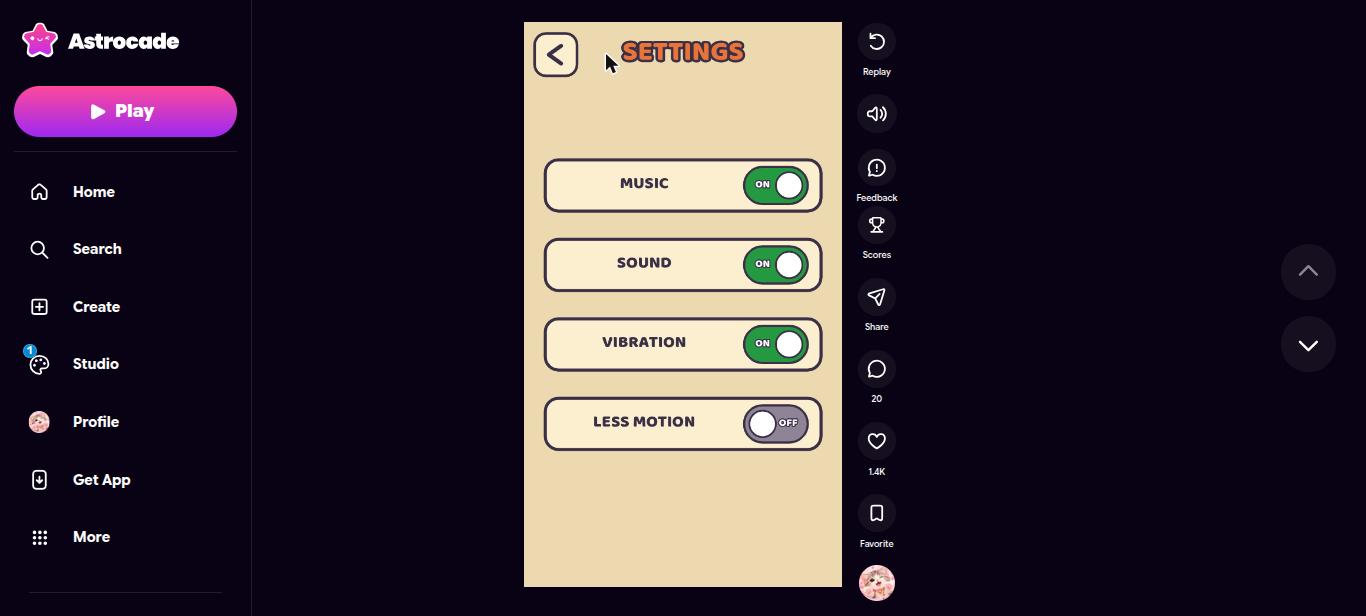 Astrocade
Play
Home
Search
Create
1
Studio
Profile
Get App
More
SETTINGS
MUSIC
ON
SOUND
ON
VIBRATION
ON
LESS MOTION
OFF
Replay
Feedback
Scores
Share
20
1.4K
Favorite